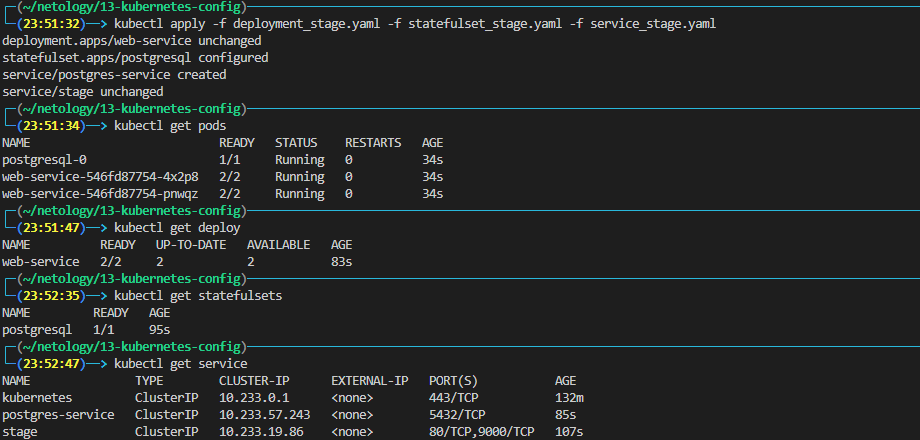 (~/netology/13-kubernetes-config)
(23:51:32)—> kubectl apply -f deployment_stage.yaml -f statefulset_stage.yaml -f service_stage.yaml
deployment.apps/web-service unchanged
statefulset.apps/postgresql configured
service/postgres-service created
service/stage unchanged
(~/netology/13-kubernetes-config)
(23:51:34)—> kubectl get pods
NAME READY STATUS RESTARTS AGE
postgresql-0 1/1 Running 0 34s
web-service-546fd87754-4x2p8 2/2 Running 0 34s
web-service-546fd87754-pnwqz 2/2 Running 0 34s
(~/netology/13-kubernetes-config)
(23:51:47)—> kubectl get deploy
NAME READY UP-TO-DATE AVAILABLE AGE
web-service 2/2 2 2 83s
(~/netology/13-kubernetes-config)
(23:52:35)—> kubectl get statefulsets
NAME READY AGE
postgresql 1/1 95s
(~/netology/13-kubernetes-config)
(23:52:47)—> kubectl get service
NAME TYPE CLUSTER-IP EXTERNAL-IP PORT(S) AGE
kubernetes ClusterIP 10.233.0.1 <none> 443/TCP 132m
postgres-service ClusterIP 10.233.57.243 <none> 5432/TCP 85s
stage ClusterIP 10.233.19.86 <none> 80/TCP,9000/TCP 107s